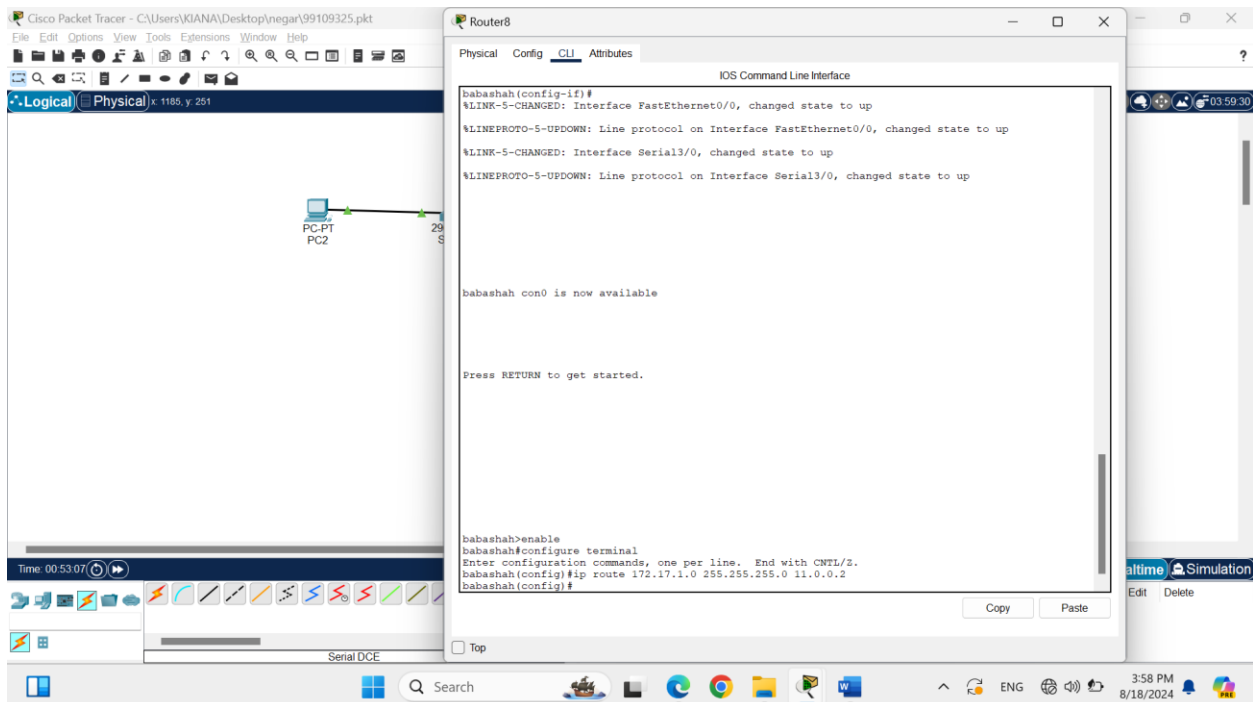 Cisco Packet Tracer - C:\Users\KIANA\Desktop\negar\99109325.pkt
File Edit Options View Tools Extensions Window Help
?
Logical Physical x: 1185, y: 251
03:59:30
PC-PT
PC2
29
S
Router8
Physical Config CLI Attributes
IOS Command Line Interface
babashah(config-if)#
%LINK-5-CHANGED: Interface FastEthernet0/0, changed state to up
%LINEPROTO-5-UPDOWN: Line protocol on Interface FastEthernet0/0, changed state to up
%LINK-5-CHANGED: Interface Serial3/0, changed state to up
%LINEPROTO-5-UPDOWN: Line protocol on Interface Serial3/0, changed state to up
babashah con0 is now available
Press RETURN to get started.
babashah>enable
babashah#configure terminal
Enter configuration commands, one per line.  End with CNTL/Z.
babashah(config)#ip route 172.17.1.0 255.255.255.0 11.0.0.2
babashah(config)#
Copy Paste
Top
Time: 00:53:07
altime Simulation
Edit Delete
Serial DCE
Search
ENG
3:58 PM
8/18/2024
PRE